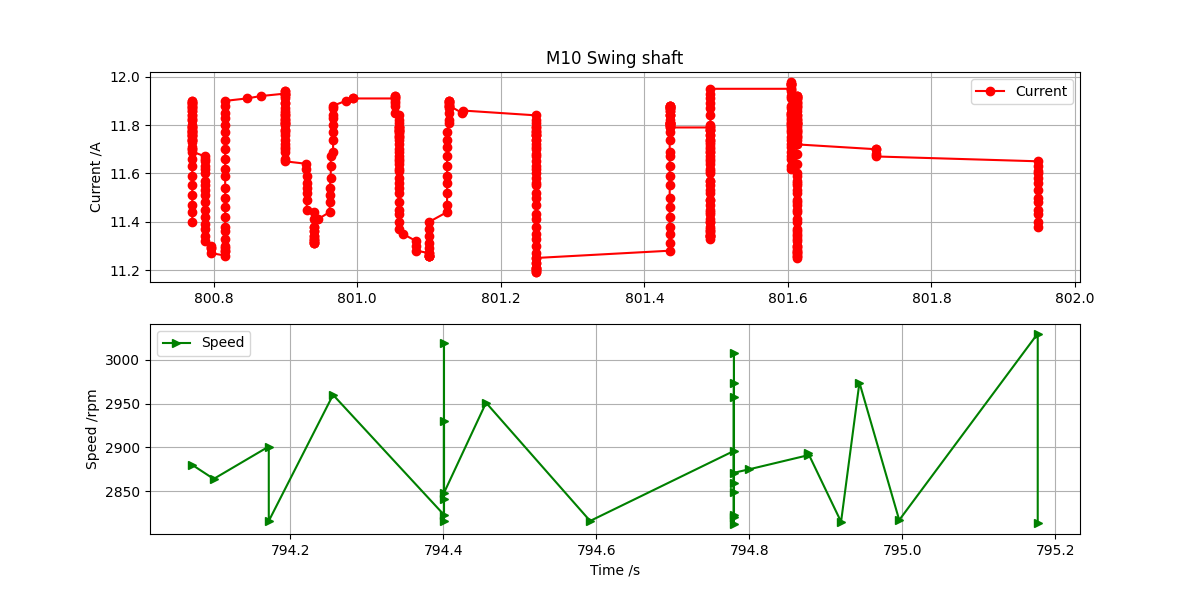 M10 Swing shaft
Current /A
12.0
11.8
11.6
11.4
11.2
Current
800.8 801.0 801.2 801.4 801.6 801.8 802.0
Speed /rpm
3000
2950
2900
2850
Speed
794.2 794.4 794.6 794.8 795.0 795.2
Time /s